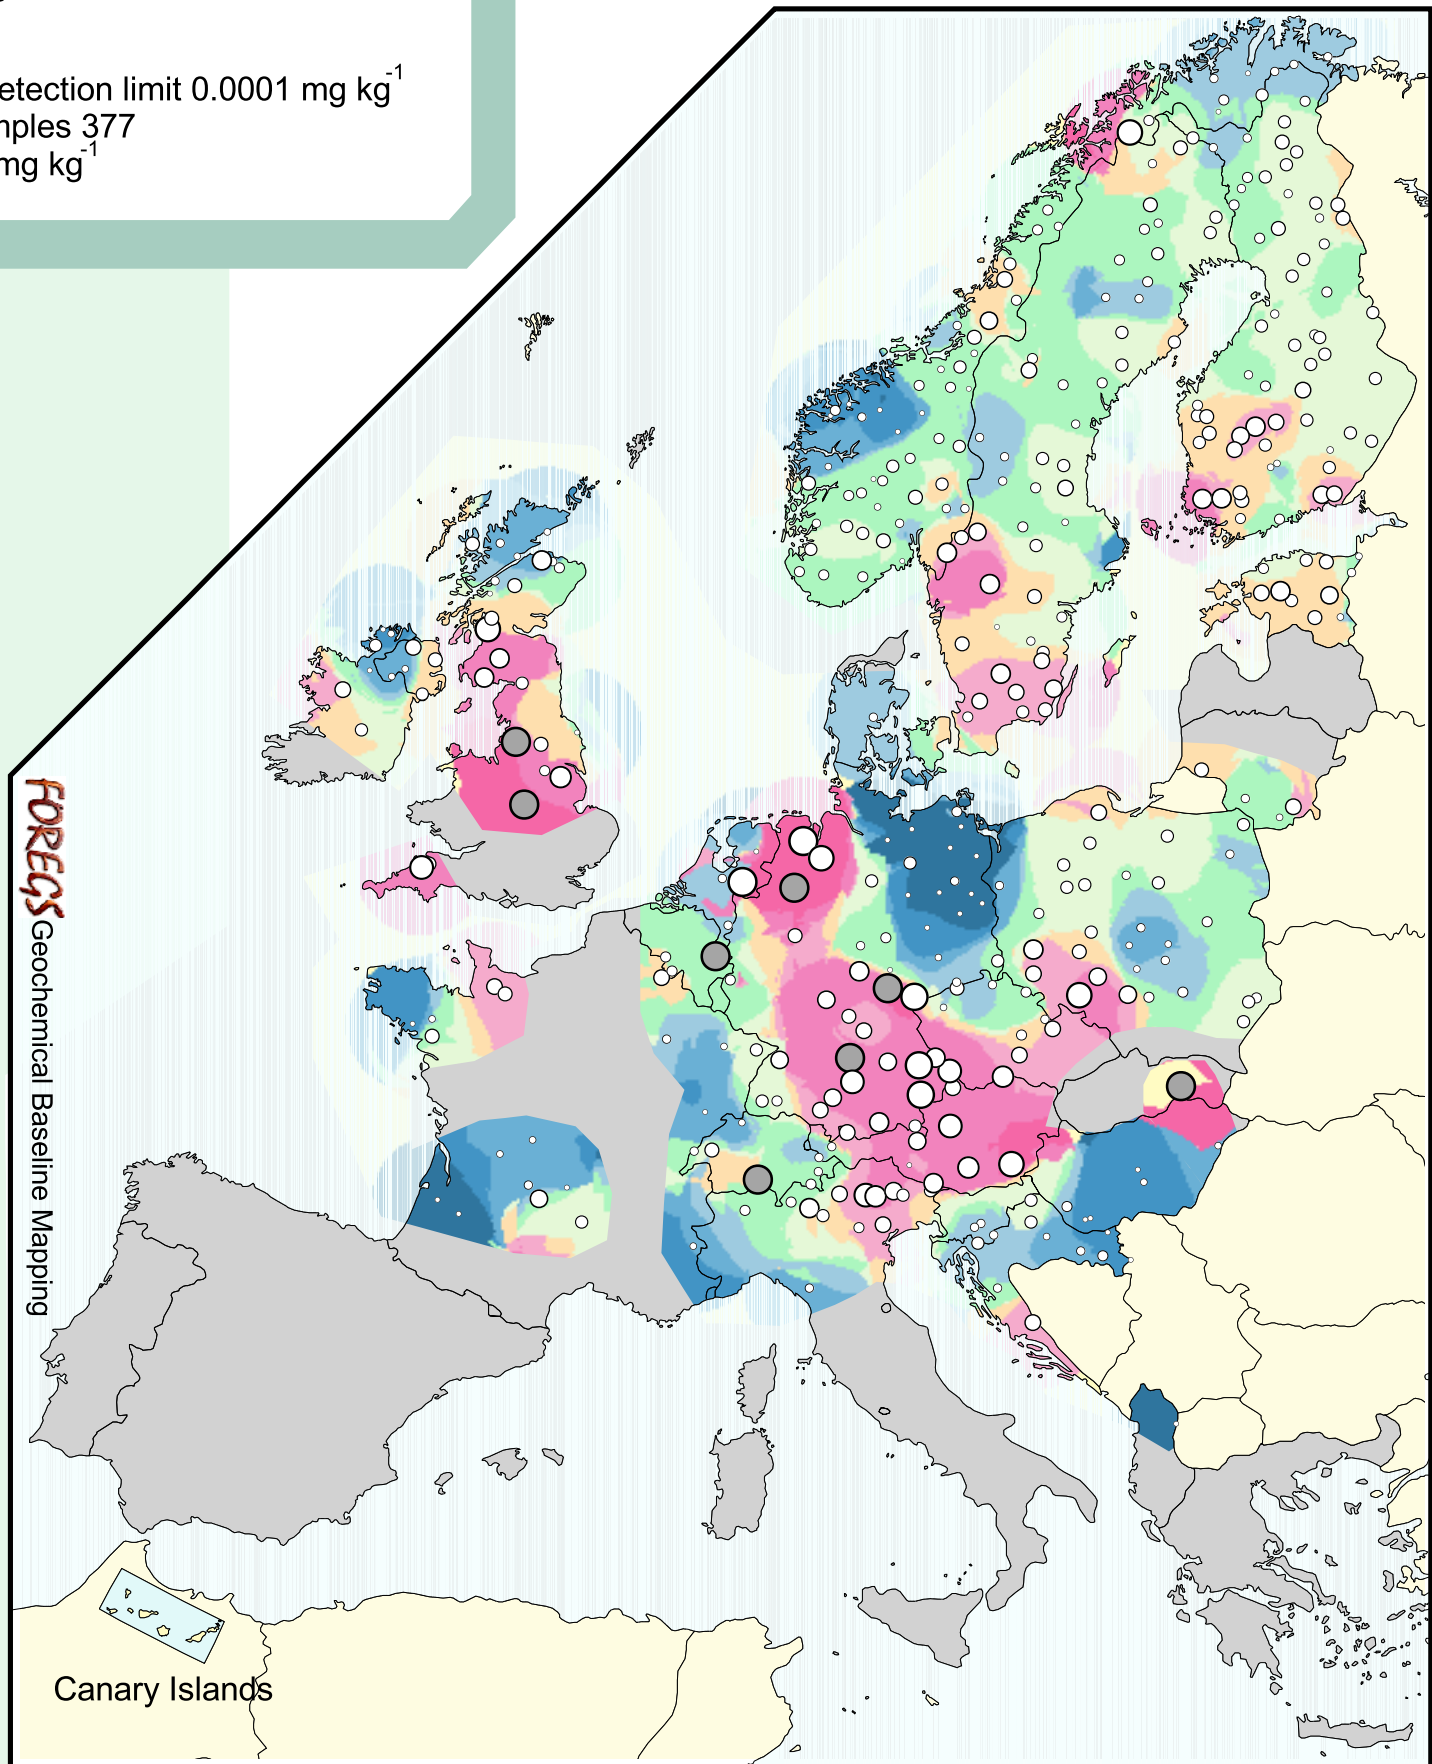 etection limit 0.0001 mg kg-1
nples 377
mg kg-1
FOREGS Geochemical Baseline Mapping
Canary Islands